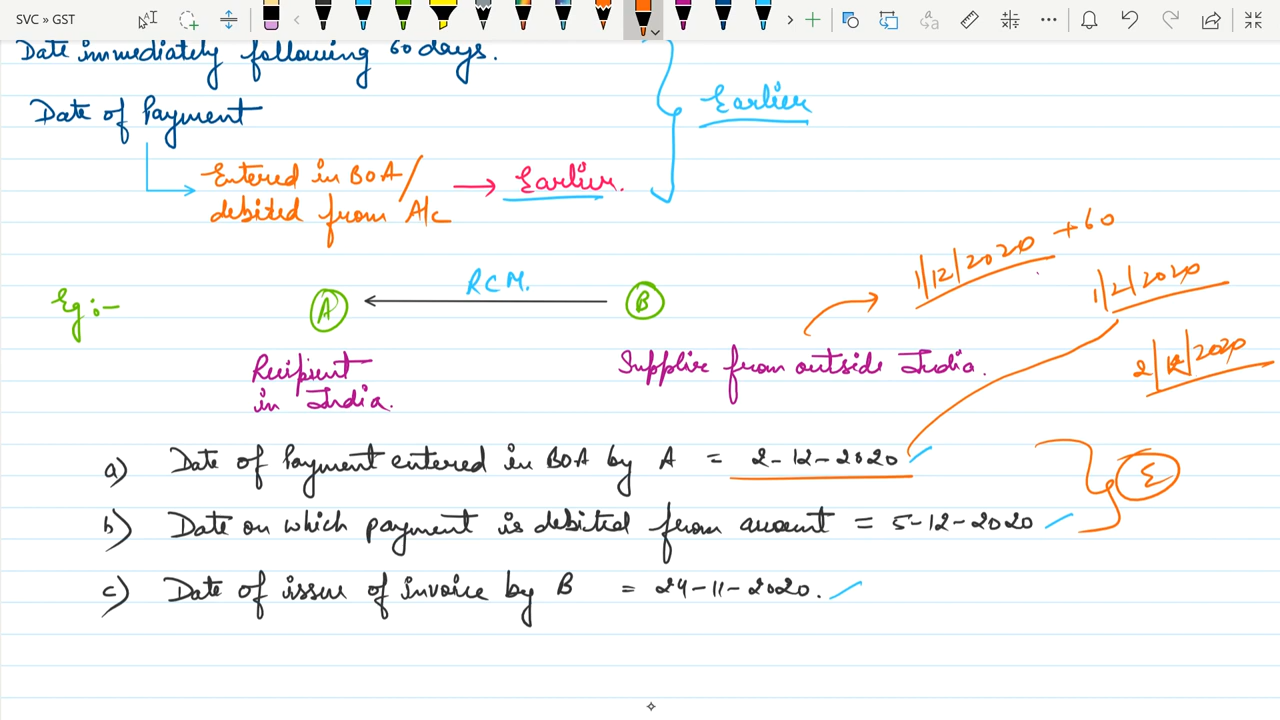 SVC » GST
Date immediately following 60 days.
Date of Payment
Earlier
Entered in BOA/
debited from A/c
Earlier.
1/12/2020 +60
1/2/2020
2/12/2020
Eg:-
A
RCM.
B
Recipient
in India.
Supplier from outside India.
a) Date of Payment entered in BOA by A = 2-12-2020
b) Date on which payment is debited from account = 5-12-2020
E
c) Date of issue of invoice by B = 24-11-2020.